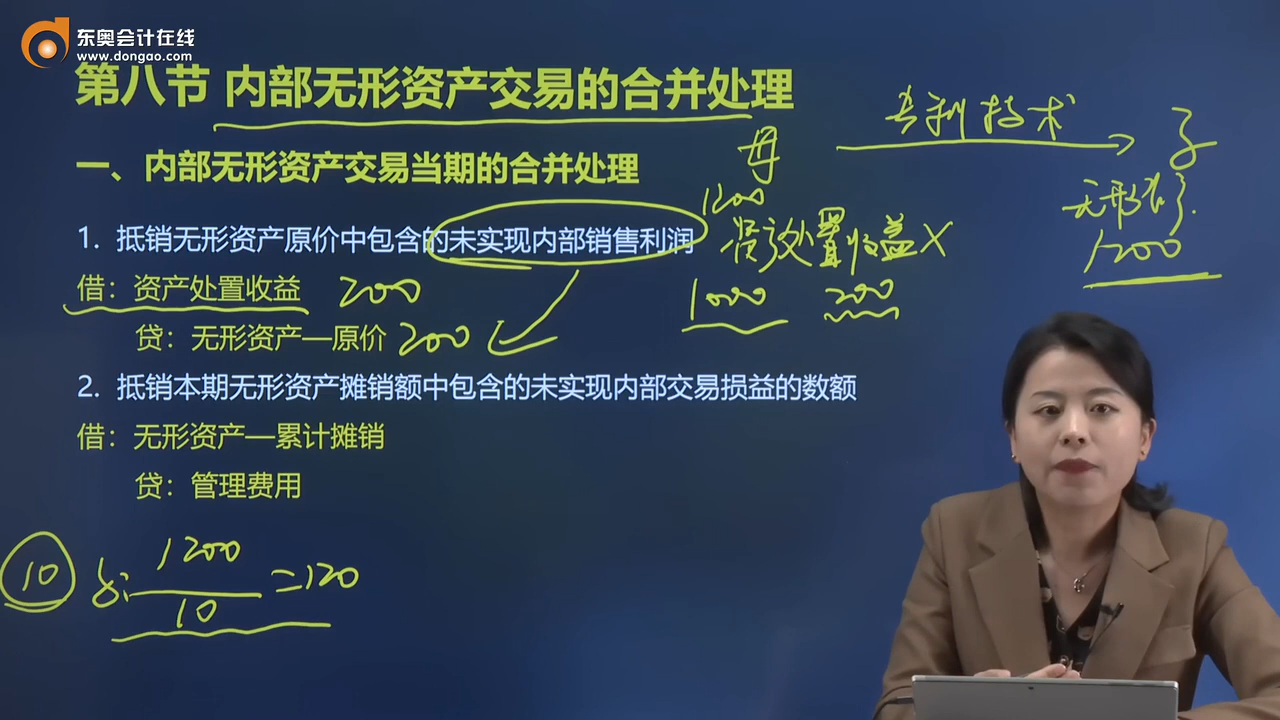 东奥会计在线
www.dongao.com
第八节 内部无形资产交易的合并处理
专利技术
母
子
一、内部无形资产交易当期的合并处理
1200
无形资产
1200
1. 抵销无形资产原价中包含的未实现内部销售利润
资产处置收益 X
借：资产处置收益 200
1000 200
贷：无形资产—原价 200
2. 抵销本期无形资产摊销额中包含的未实现内部交易损益的数额
借：无形资产—累计摊销
贷：管理费用
10
1200
10
=120